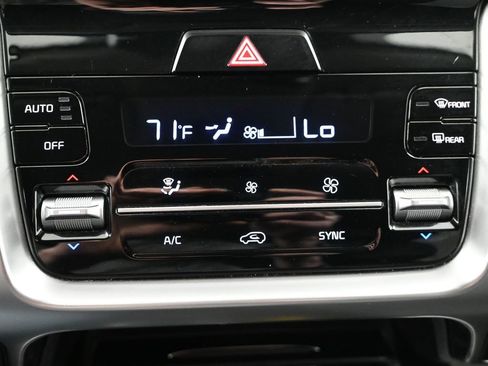 AUTO
FRONT
71°F Lo
OFF
REAR
A/C
SYNC